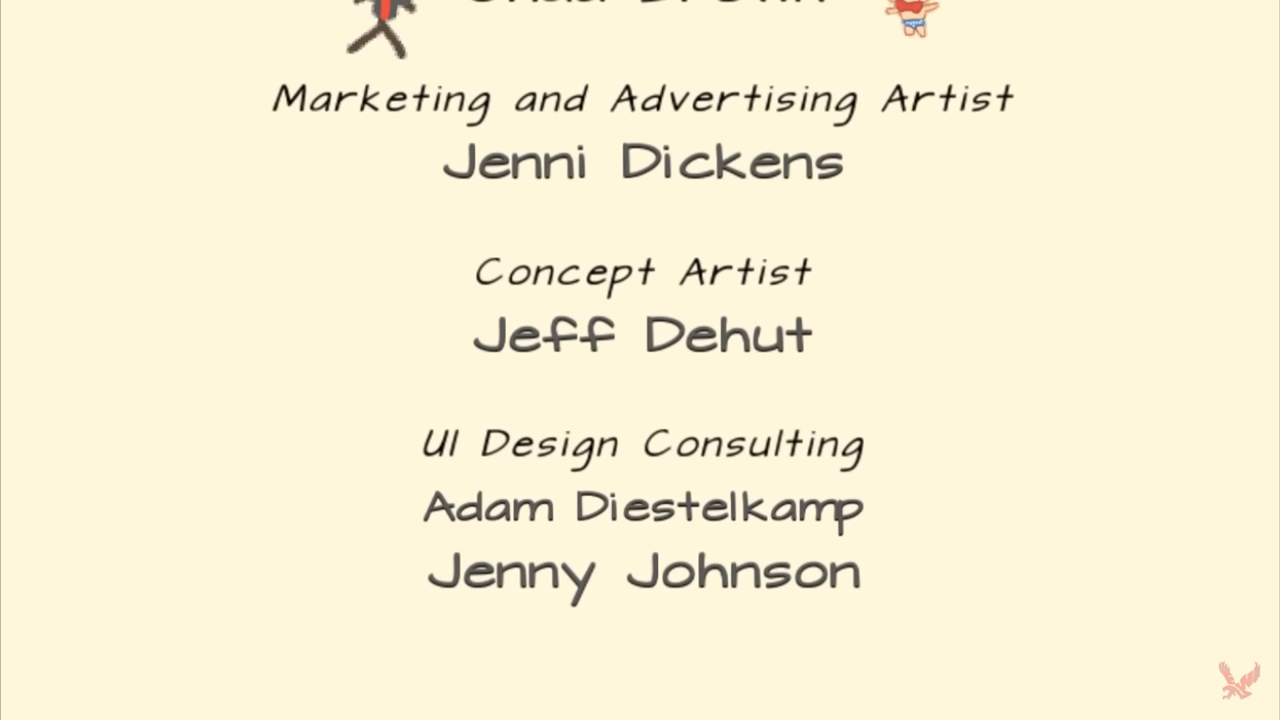 Marketing and Advertising Artist
Jenni Dickens
Concept Artist
Jeff Dehut
UI Design Consulting
Adam Diestelkamp
Jenny Johnson